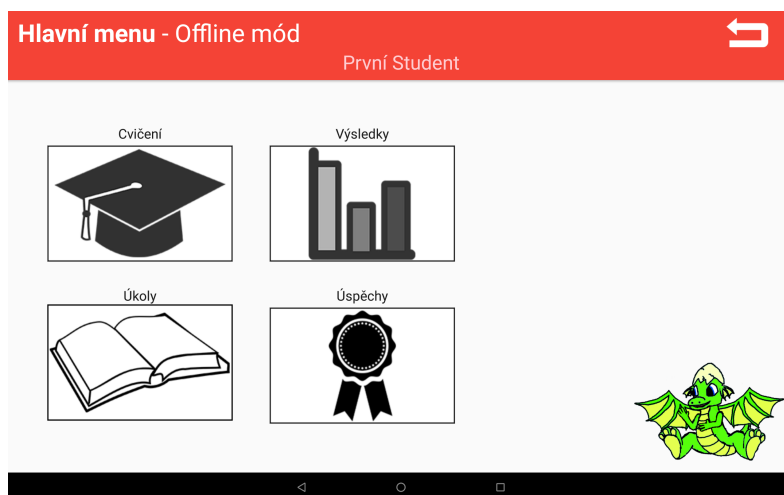 Hlavní menu - Offline mód
První Student
Cvičení
Výsledky
Úkoly
Úspěchy